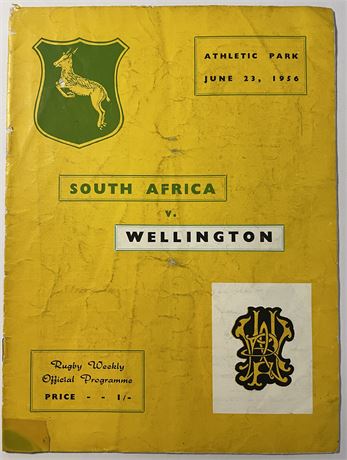 ATHLETIC PARK
JUNE 23, 1956
SOUTH AFRICA
v.
WELLINGTON
Rugby Weekly
Official Programme
PRICE - - 1/-